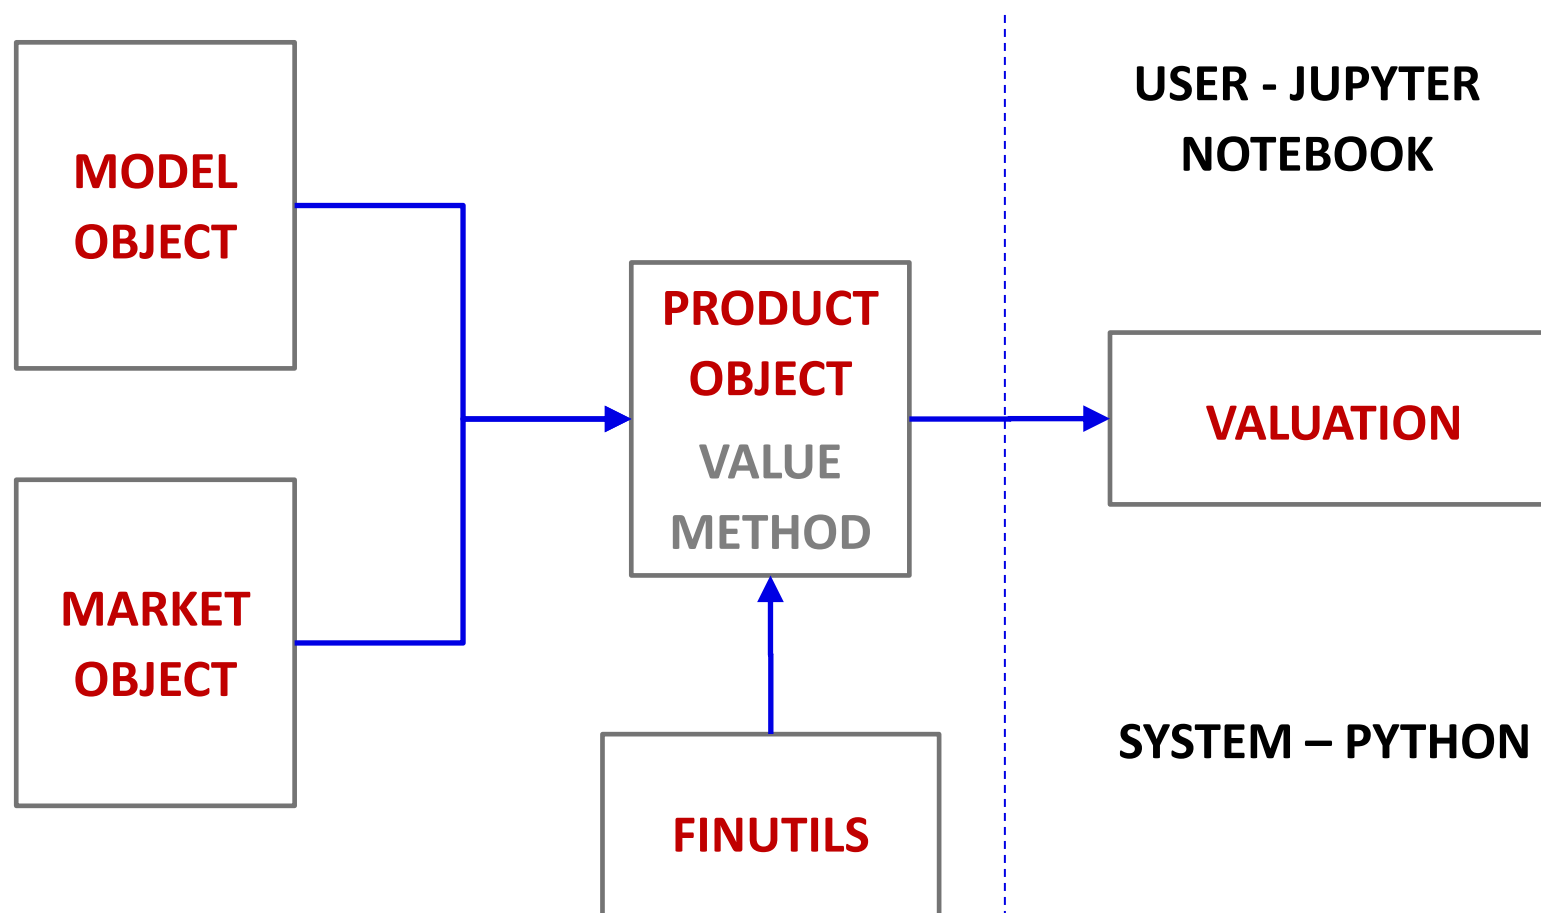 MODEL
OBJECT
MARKET
OBJECT
PRODUCT
OBJECT
VALUE
METHOD
FINUTILS
USER - JUPYTER
NOTEBOOK
VALUATION
SYSTEM – PYTHON